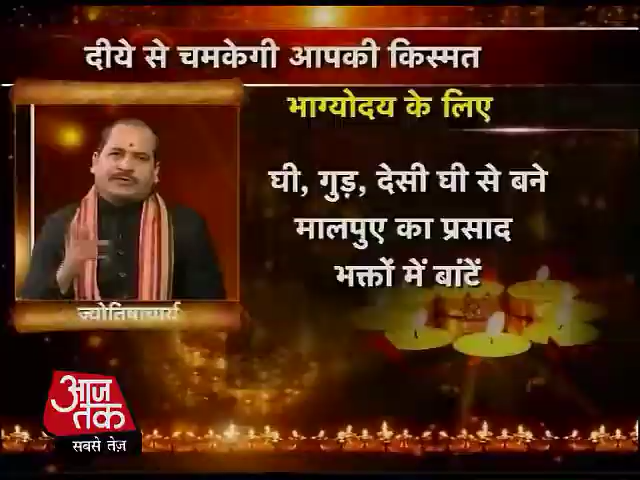 दीये से चमकेगी आपकी किस्मत
भाग्योदय के लिए
घी, गुड़, देसी घी से बने
मालपुए का प्रसाद
भक्तों में बांटें
ज्योतिषाचार्य
आज
तक
सबसे तेज़